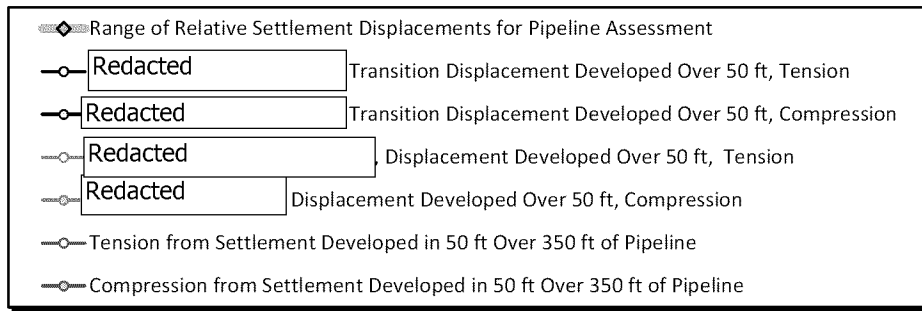 Range of Relative Settlement Displacements for Pipeline Assessment
Redacted Transition Displacement Developed Over 50 ft, Tension
Redacted Transition Displacement Developed Over 50 ft, Compression
Redacted , Displacement Developed Over 50 ft, Tension
Redacted Displacement Developed Over 50 ft, Compression
Tension from Settlement Developed in 50 ft Over 350 ft of Pipeline
Compression from Settlement Developed in 50 ft Over 350 ft of Pipeline